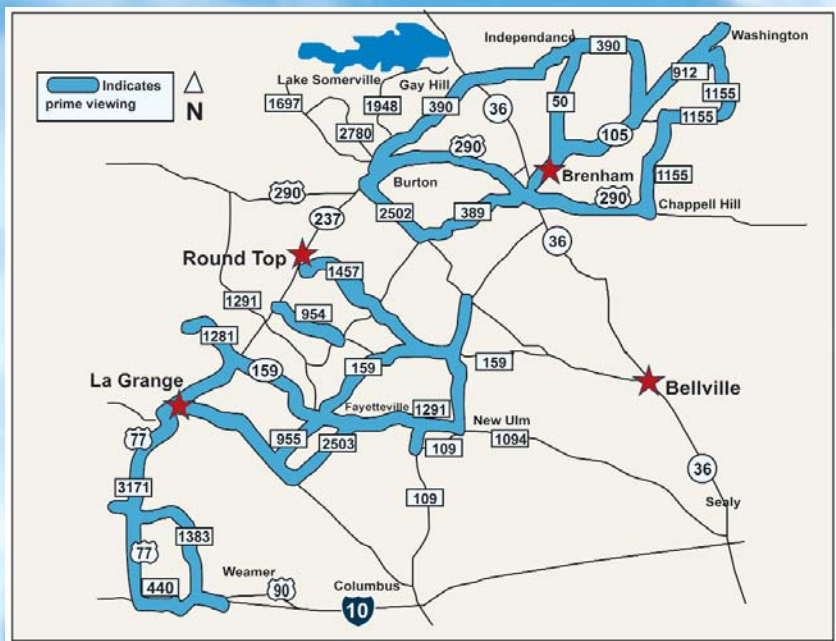 Indicates
prime viewing
N
Independance
390
Washington
Lake Somerville
Gay Hill
912
1697
1948
390
36
50
1155
2780
105
1155
290
Brenham
290
Burton
1155
237
2502
389
290
Chappell Hill
Round Top
36
1457
1291
954
1281
159
159
159
La Grange
Bellville
Fayetteville
1291
New Ulm
77
955
2503
109
1094
36
3171
109
Sealy
1383
77
Weamer
440
90
Columbus
10